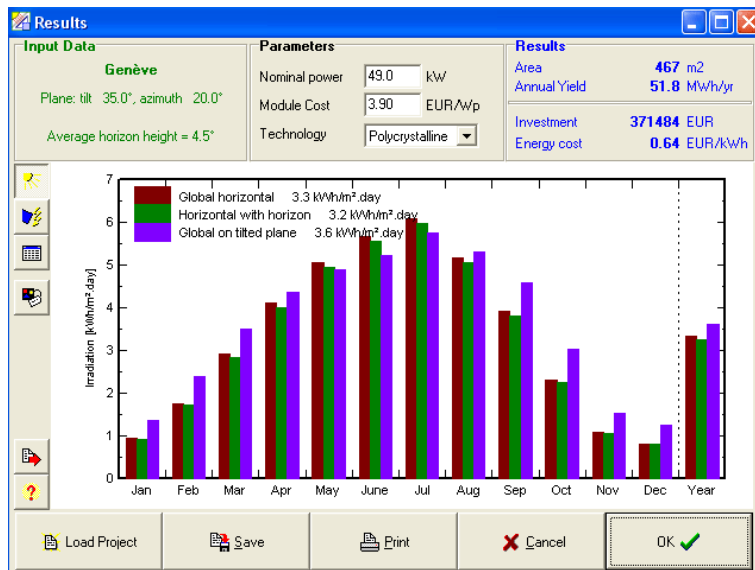 Results
Input Data
Genève
Plane: tilt 35.0°, azimuth 20.0°
Average horizon height = 4.5°
Parameters
Nominal power 49.0 kW
Module Cost 3.90 EUR/Wp
Technology Polycrystalline
Results
Area 467 m2
Annual Yield 51.8 MWh/yr
Investment 371484 EUR
Energy cost 0.64 EUR/kWh
Global horizontal 3.3 kWh/m².day
Horizontal with horizon 3.2 kWh/m².day
Global on tilted plane 3.6 kWh/m².day
Irradiation [kWh/m².day]
7
6
5
4
3
2
1
0
Jan Feb Mar Apr May June Jul Aug Sep Oct Nov Dec Year
?
Load Project Save Print Cancel OK